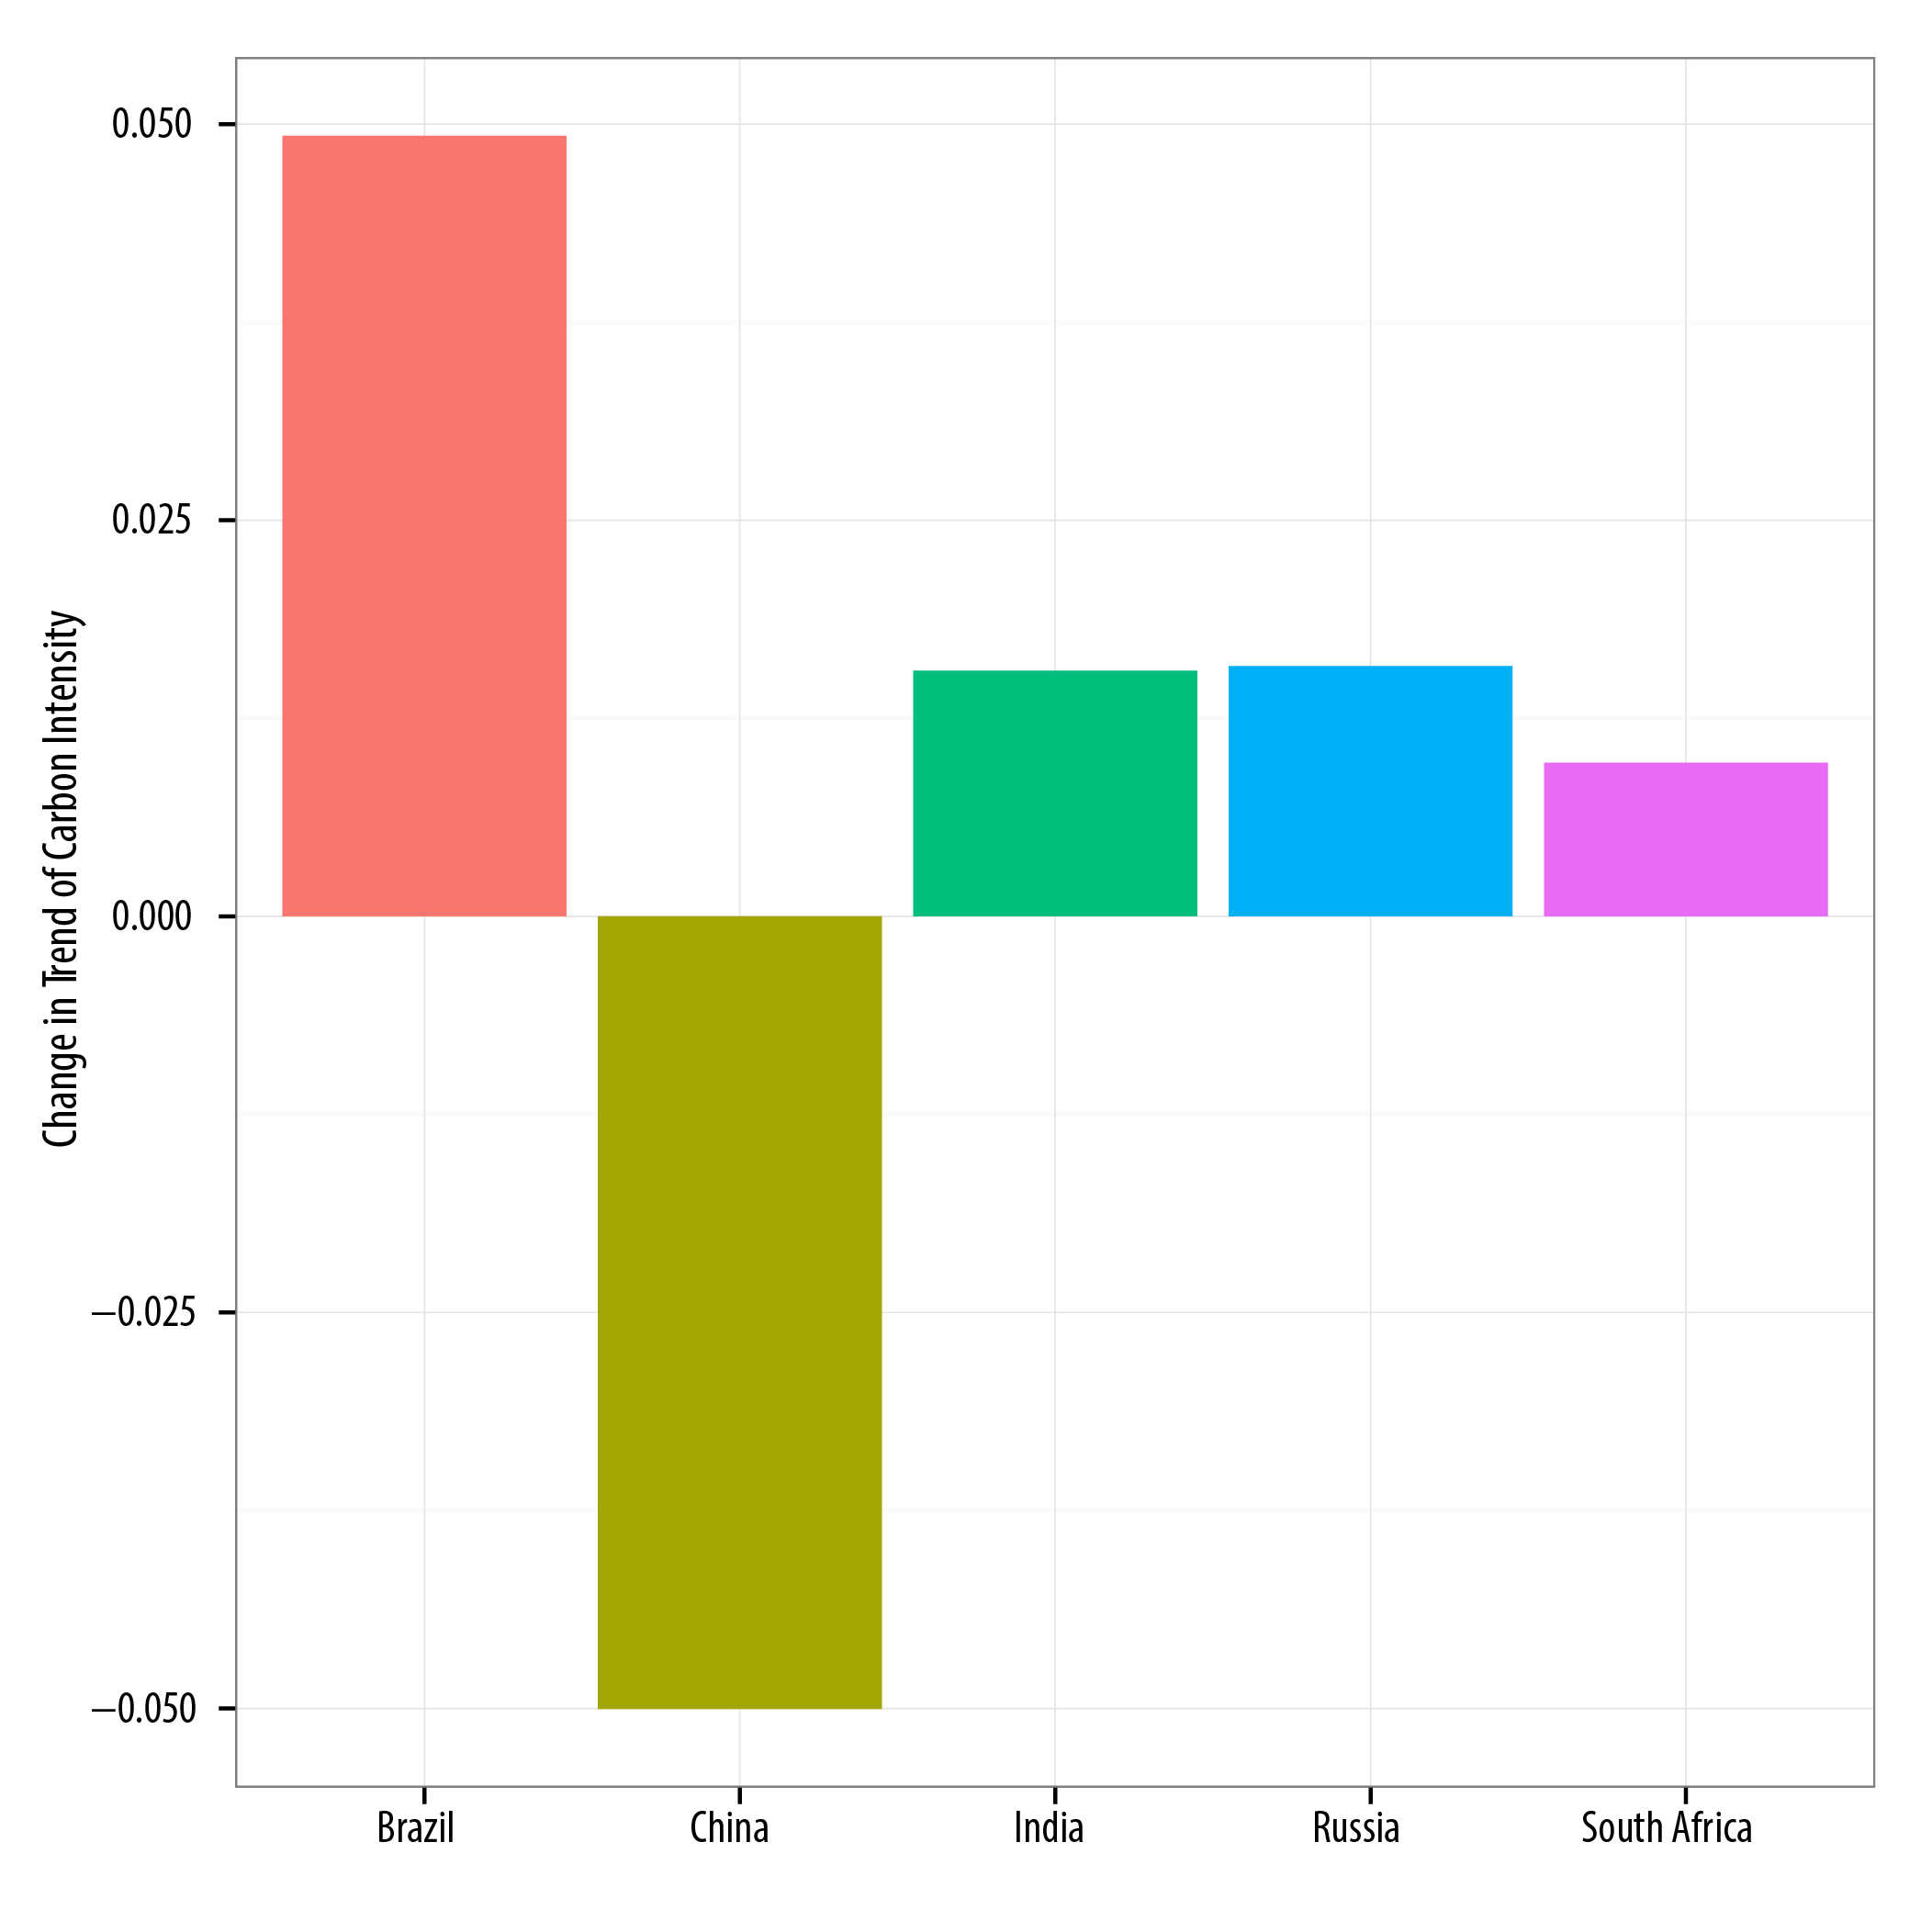 Change in Trend of Carbon Intensity
0.050
0.025
0.000
−0.025
−0.050
Brazil
China
India
Russia
South Africa